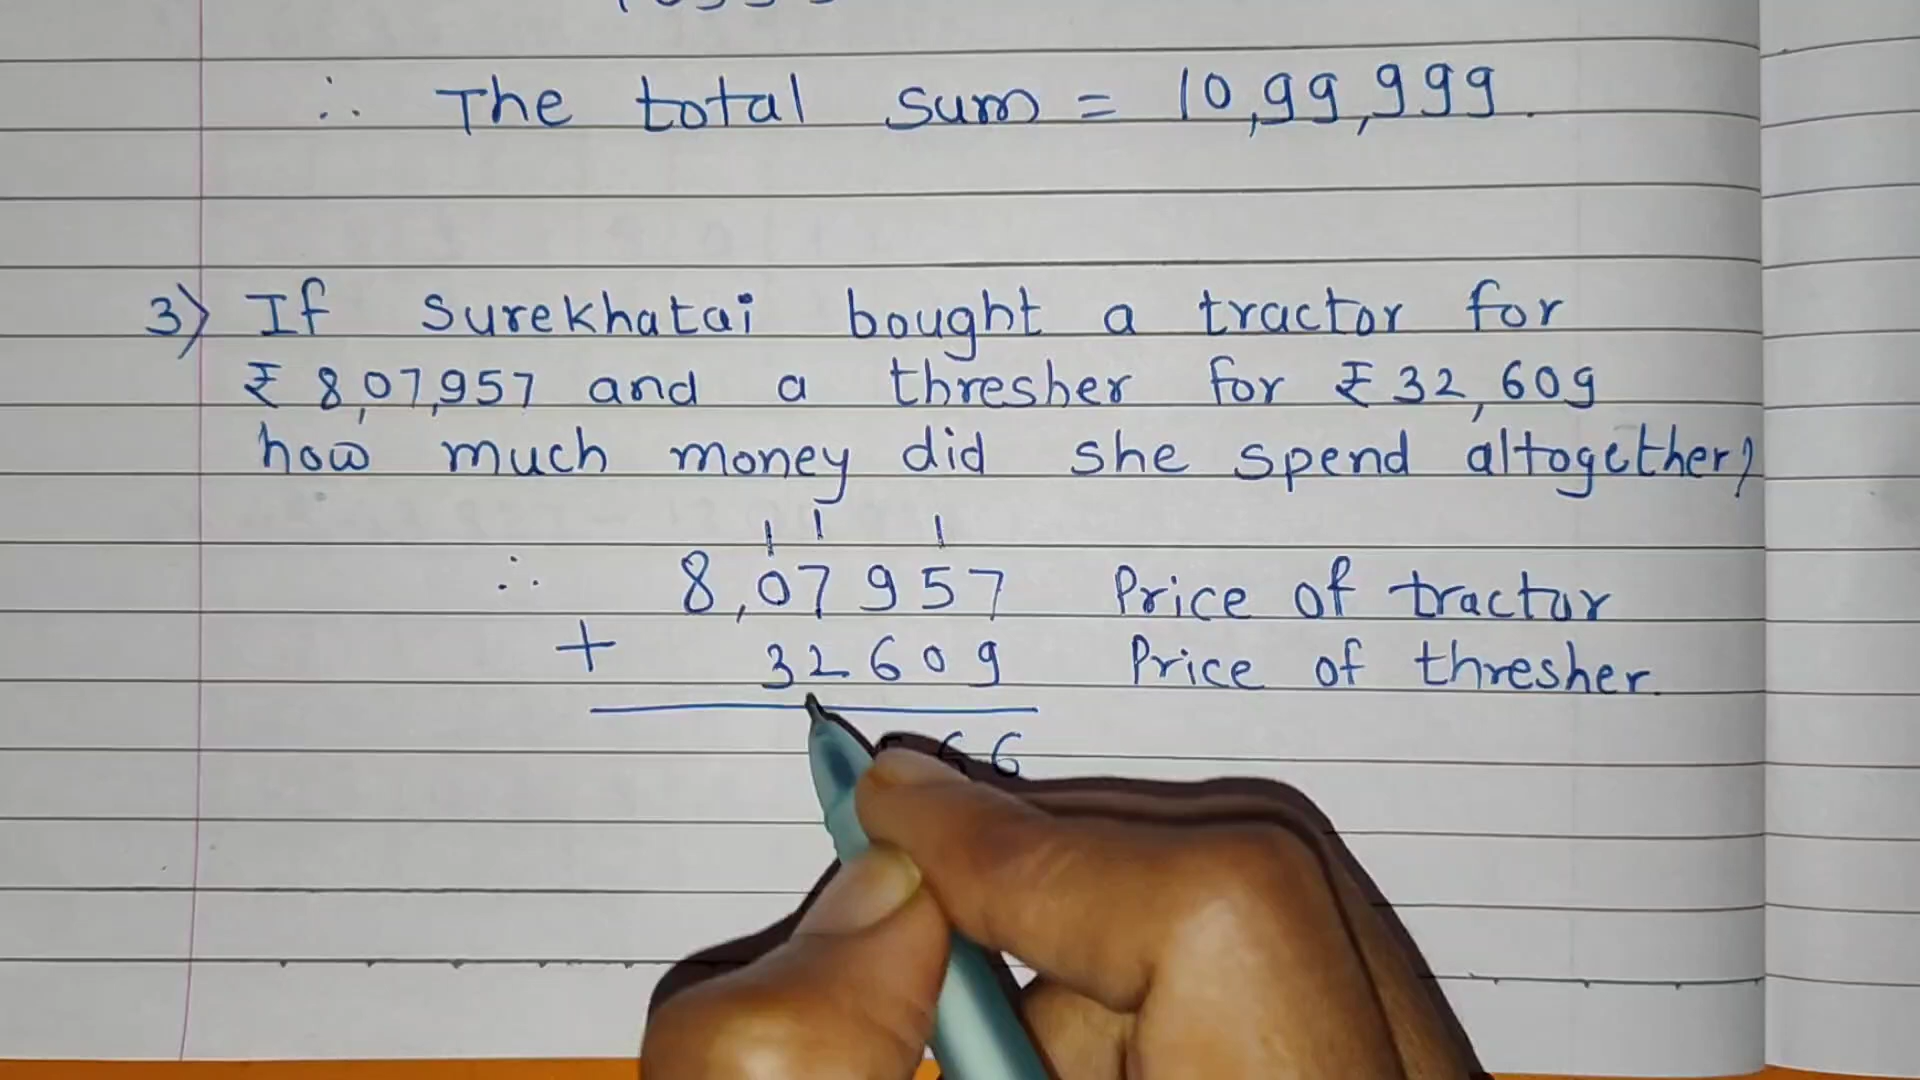 ∴ The total sum = 10,99,999.
3) If Surekhatai bought a tractor for
₹ 8,07,957 and a thresher for ₹ 32,609
how much money did she spend altogether?
1 1 1
∴ 8,07957 Price of tractor
+ 32609 Price of thresher.
66